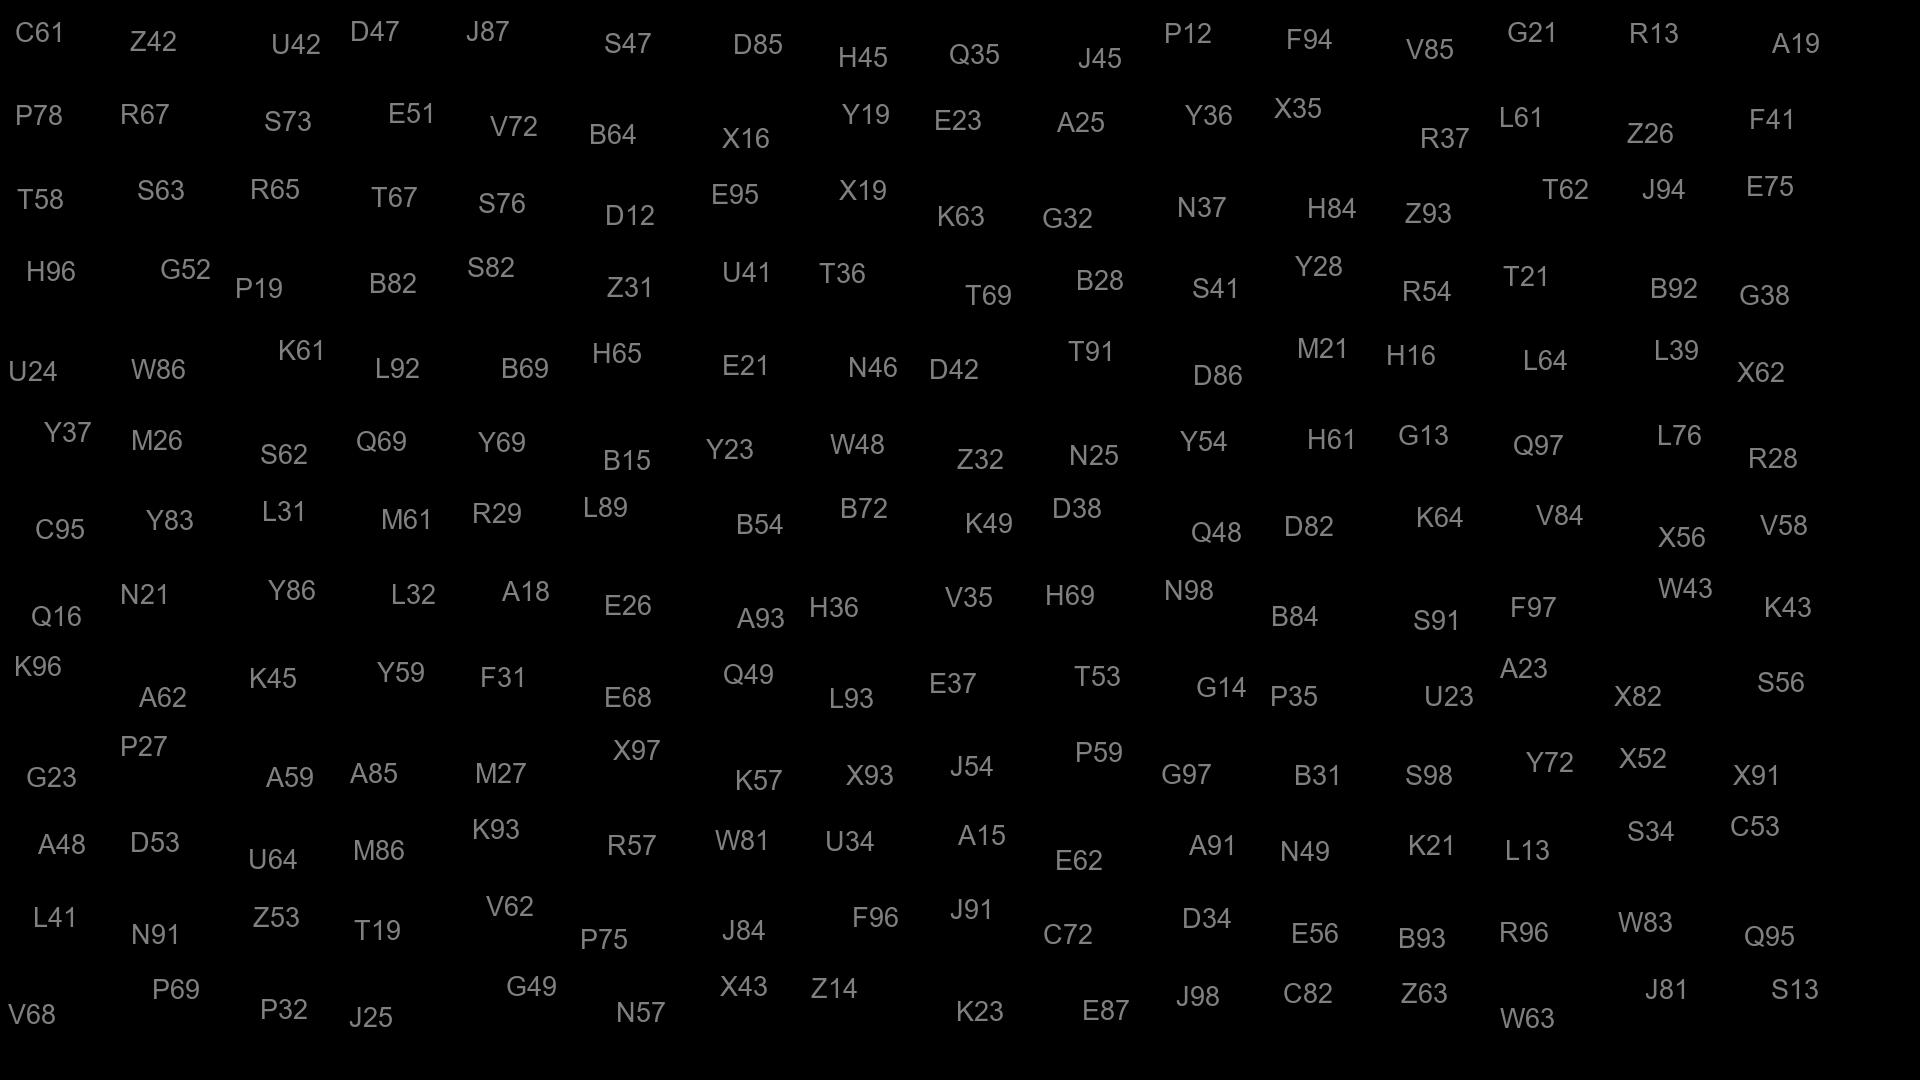 C61 Z42 U42 D47 J87 S47 D85 H45 Q35 J45 P12 F94 V85 G21 R13 A19
P78 R67 S73 E51 V72 B64 X16 Y19 E23 A25 Y36 X35 R37 L61 Z26 F41
T58 S63 R65 T67 S76 D12 E95 X19 K63 G32 N37 H84 Z93 T62 J94 E75
H96 G52 P19 B82 S82 Z31 U41 T36 T69 B28 S41 Y28 R54 T21 B92 G38
U24 W86 K61 L92 B69 H65 E21 N46 D42 T91 D86 M21 H16 L64 L39 X62
Y37 M26 S62 Q69 Y69 B15 Y23 W48 Z32 N25 Y54 H61 G13 Q97 L76 R28
C95 Y83 L31 M61 R29 L89 B54 B72 K49 D38 Q48 D82 K64 V84 X56 V58
Q16 N21 Y86 L32 A18 E26 A93 H36 V35 H69 N98 B84 S91 F97 W43 K43
K96 A62 K45 Y59 F31 E68 Q49 L93 E37 T53 G14 P35 U23 A23 X82 S56
G23 P27 A59 A85 M27 X97 K57 X93 J54 P59 G97 B31 S98 Y72 X52 X91
A48 D53 U64 M86 K93 R57 W81 U34 A15 E62 A91 N49 K21 L13 S34 C53
L41 N91 Z53 T19 V62 P75 J84 F96 J91 C72 D34 E56 B93 R96 W83 Q95
V68 P69 P32 J25 G49 N57 X43 Z14 K23 E87 J98 C82 Z63 W63 J81 S13